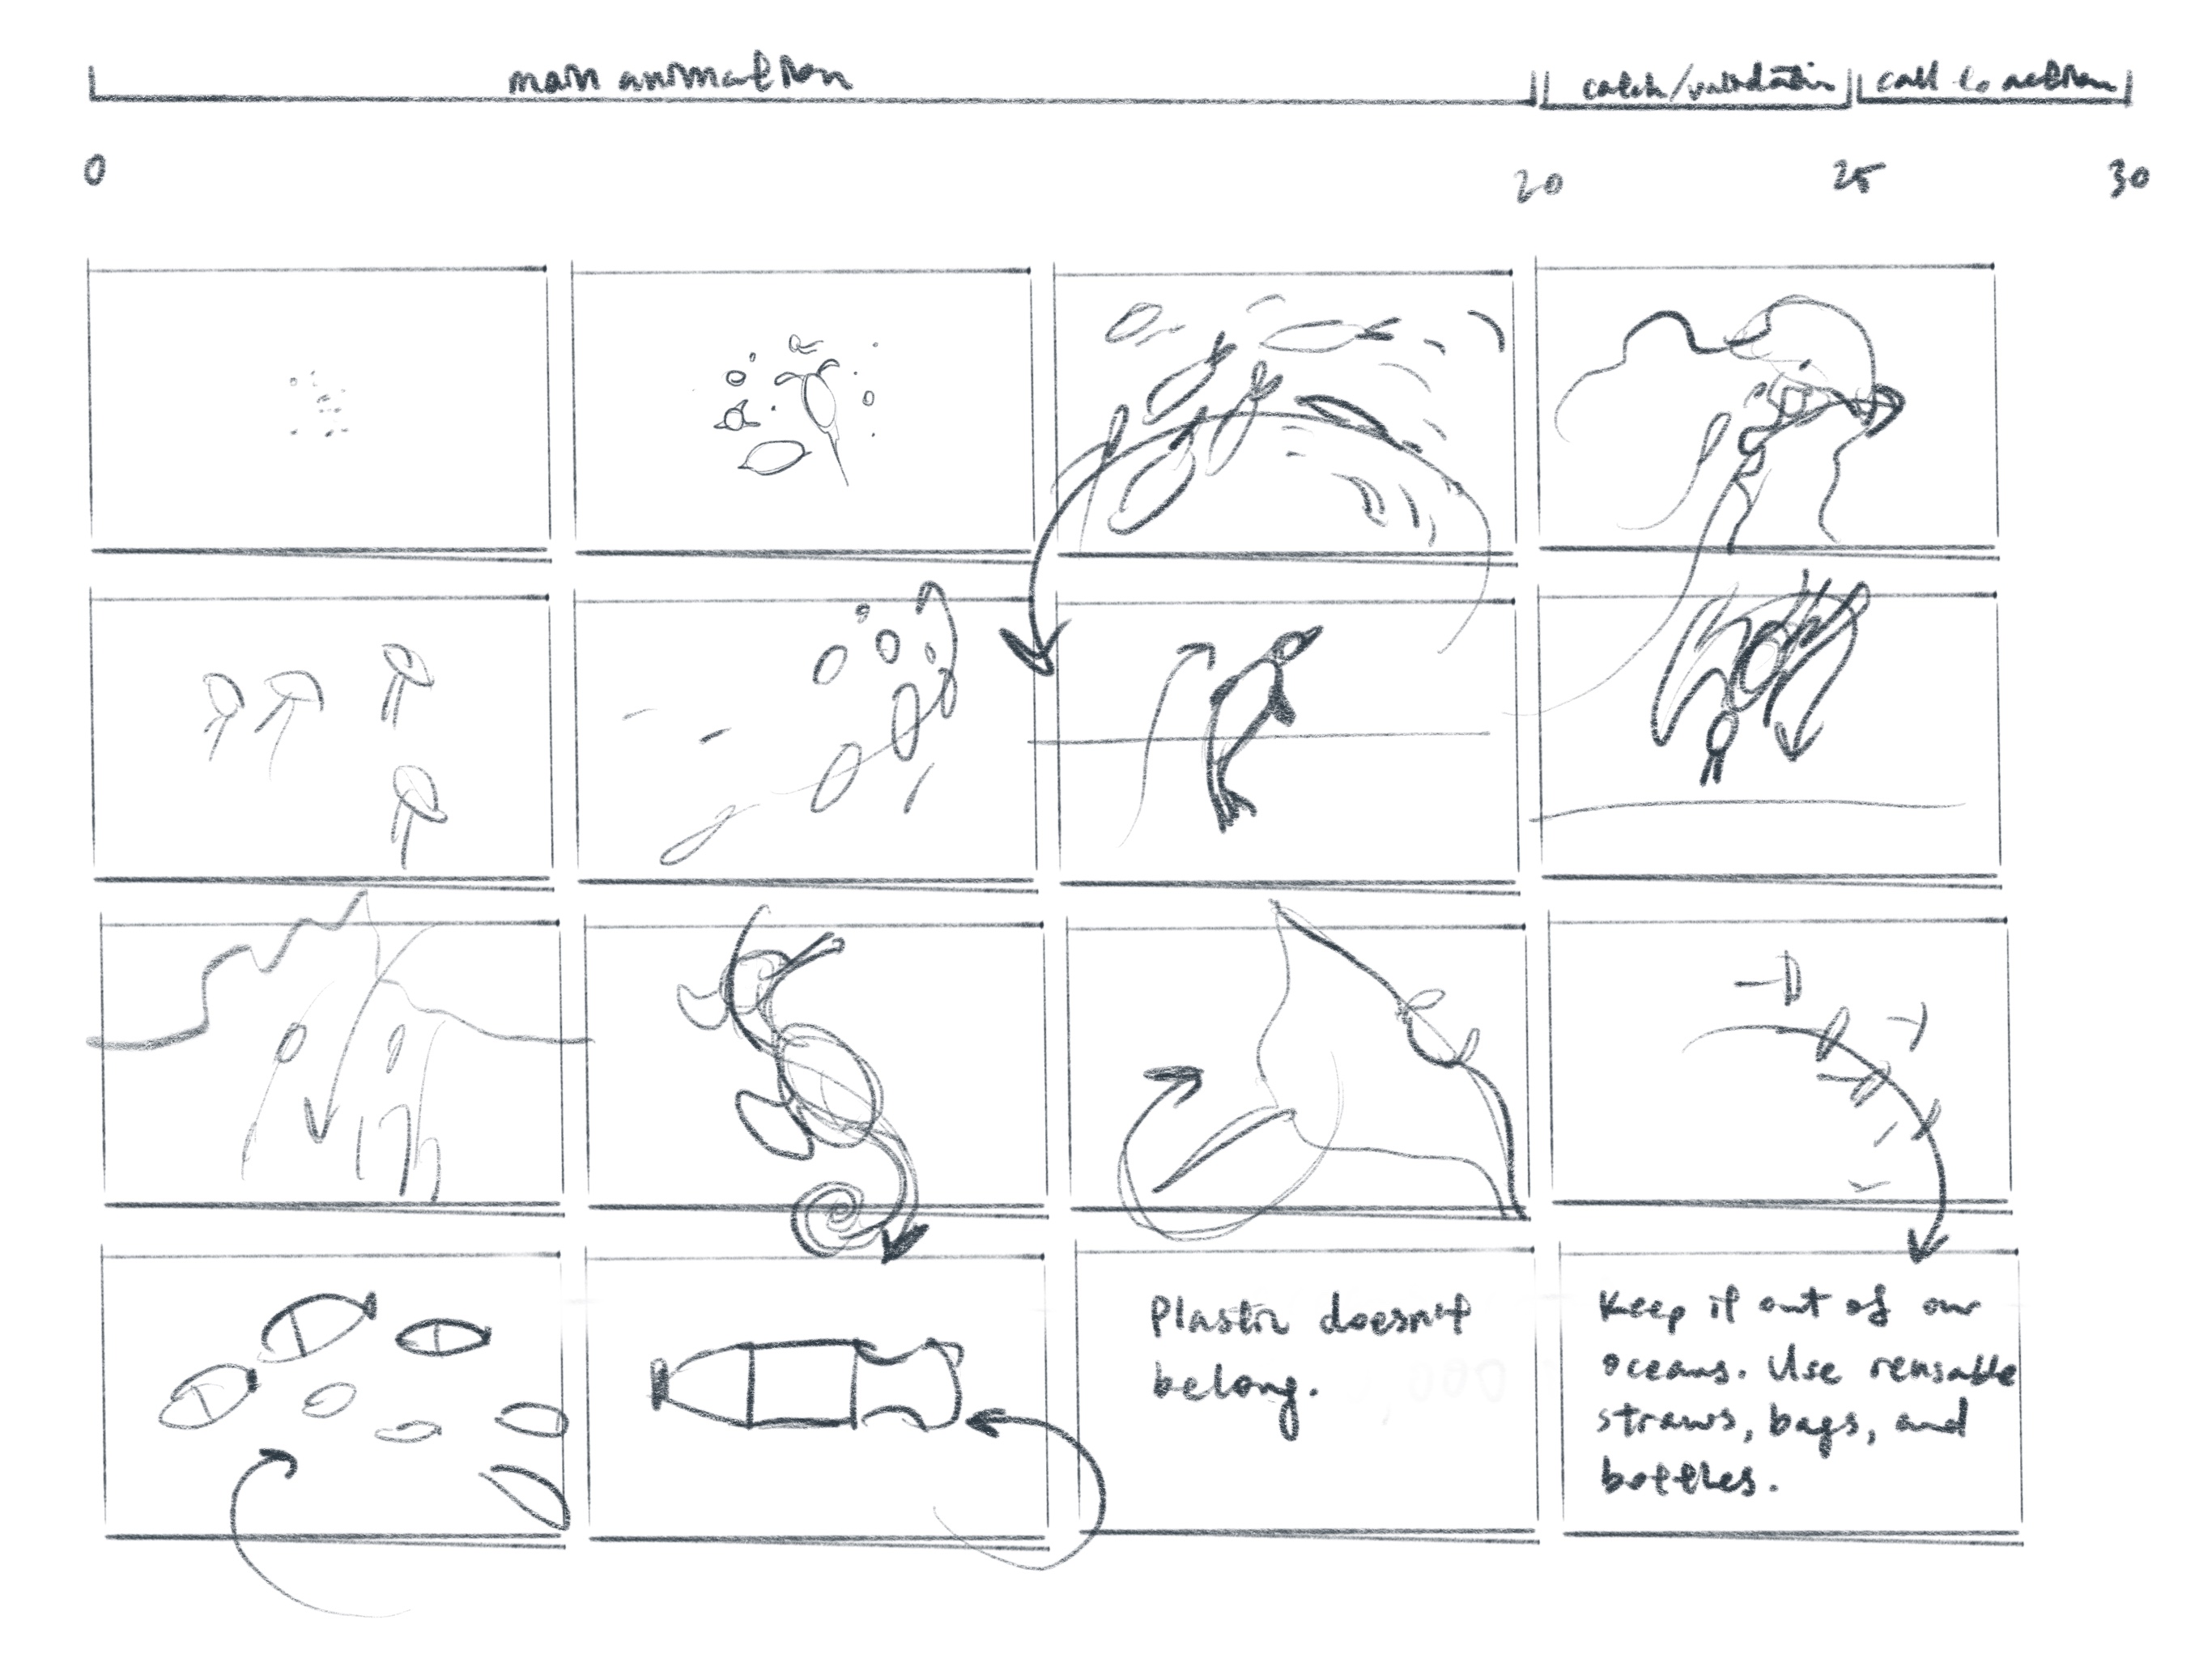 main animation
catch/validation
call to action
0
20
25
30
Plastic doesn't
belong.
Keep it out of our
oceans. Use reusable
straws, bags, and
bottles.